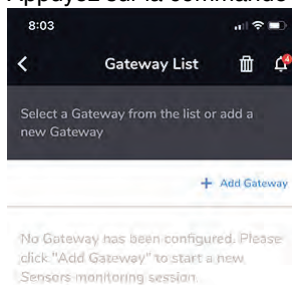 8:03
Gateway List
4
Select a Gateway from the list or add a
new Gateway
+ Add Gateway
No Gateway has been configured. Please
click "Add Gateway" to start a new
Sensors monitoring session.